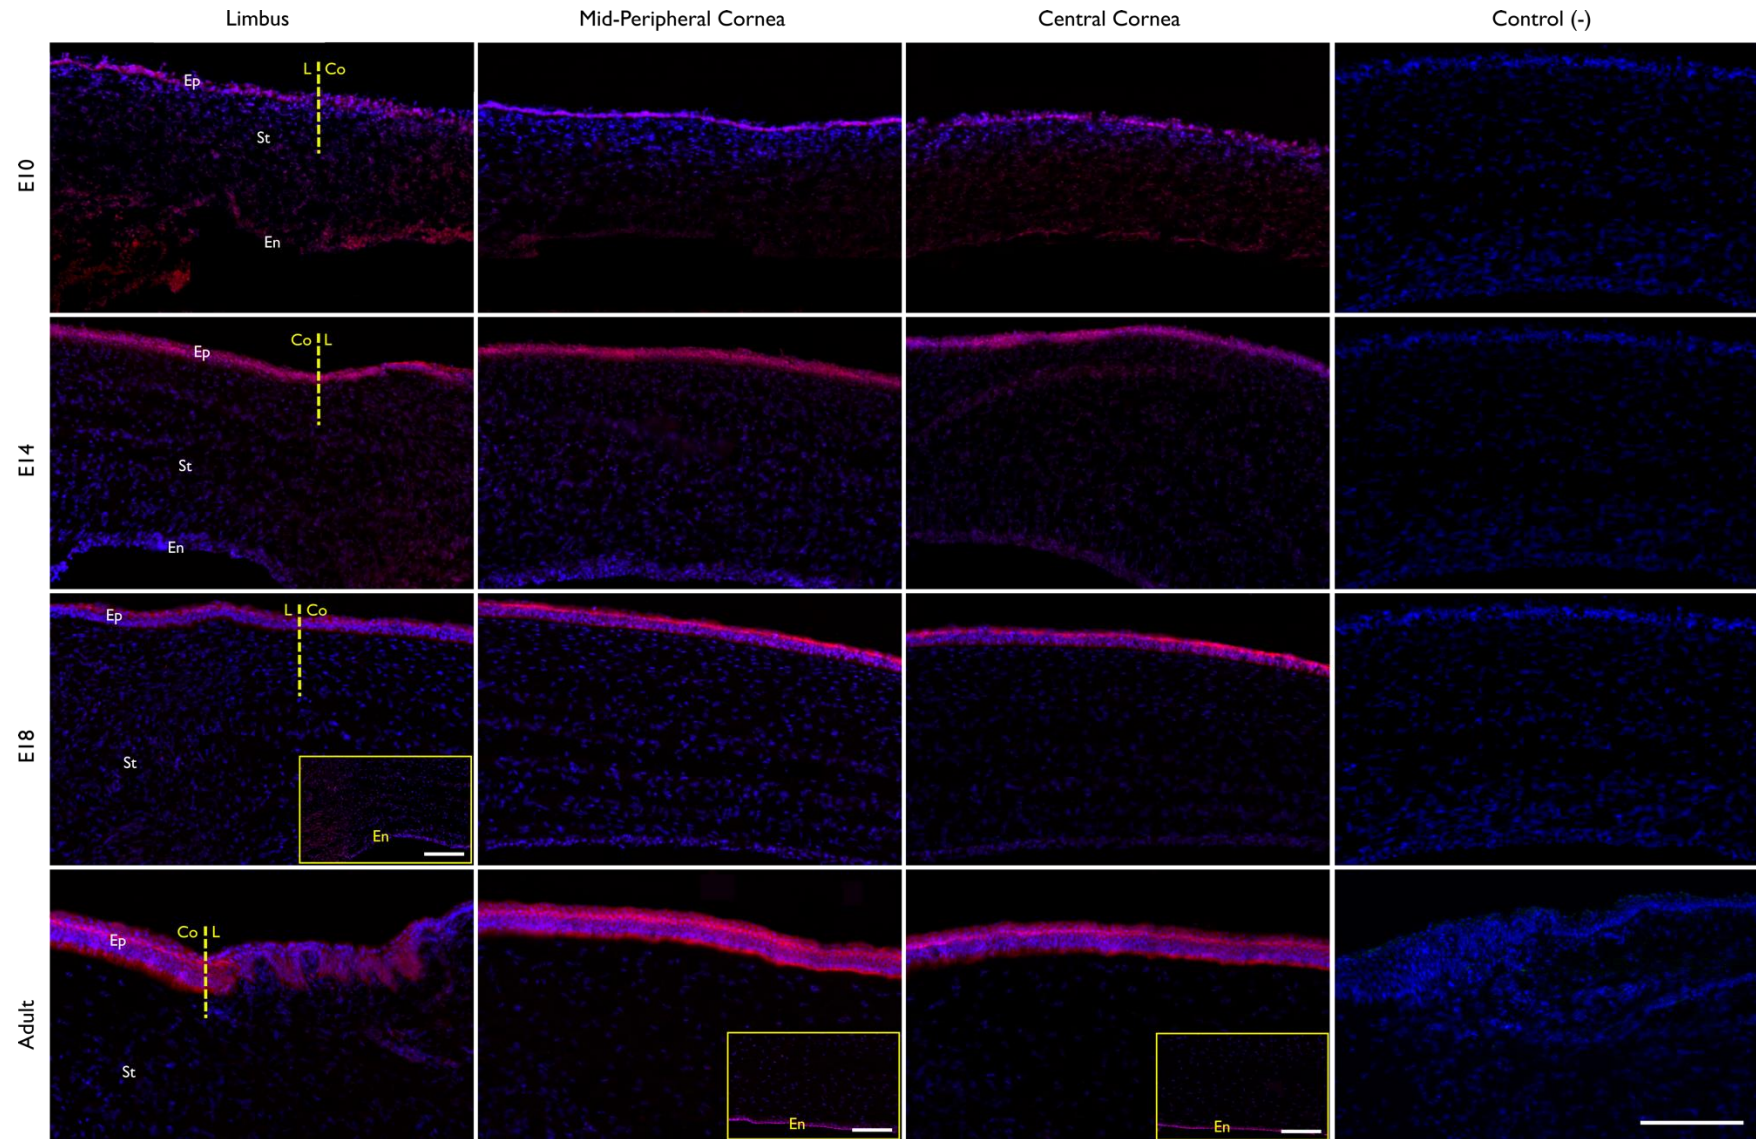 Limbus
Mid-Peripheral Cornea
Central Cornea
Control (-)
E10
Ep
L Co
St
En
E14
Ep
Co L
St
En
E18
Ep
L Co
St
En
Adult
Ep
Co L
St
En
En